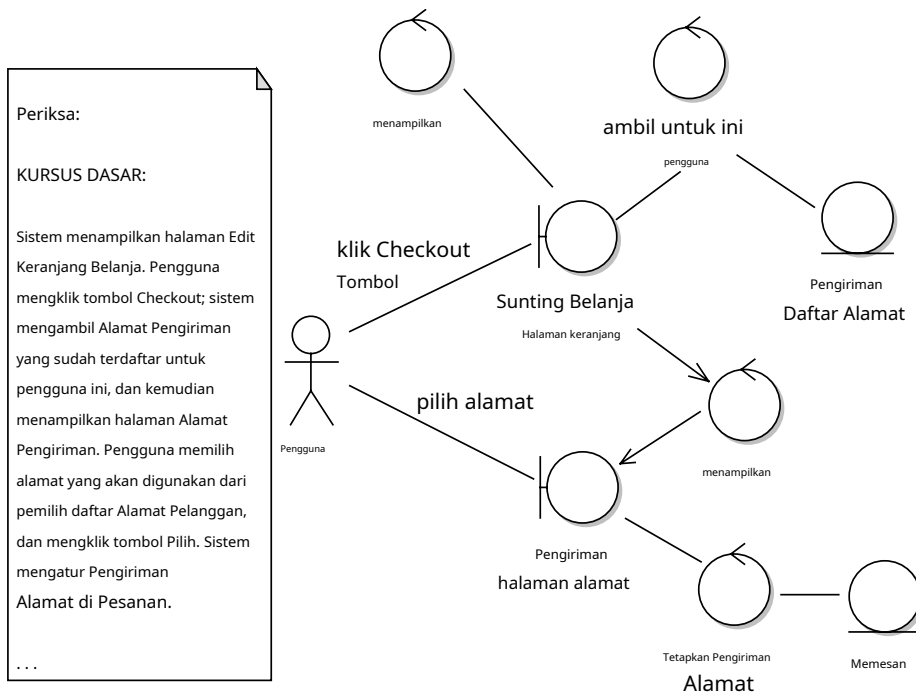 Periksa:
KURSUS DASAR:
Sistem menampilkan halaman Edit
Keranjang Belanja. Pengguna
mengklik tombol Checkout; sistem
mengambil Alamat Pengiriman
yang sudah terdaftar untuk
pengguna ini, dan kemudian
menampilkan halaman Alamat
Pengiriman. Pengguna memilih
alamat yang akan digunakan dari
pemilih daftar Alamat Pelanggan,
dan mengklik tombol Pilih. Sistem
mengatur Pengiriman
Alamat di Pesanan.
. . .
menampilkan
ambil untuk ini
pengguna
klik Checkout
Tombol
Sunting Belanja
Halaman keranjang
Pengiriman
Daftar Alamat
Pengguna
pilih alamat
menampilkan
Pengiriman
halaman alamat
Tetapkan Pengiriman
Alamat
Memesan